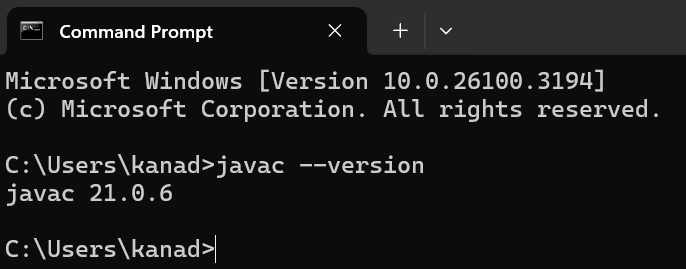 Command Prompt
Microsoft Windows [Version 10.0.26100.3194]
(c) Microsoft Corporation. All rights reserved.
C:\Users\kanad>javac --version
javac 21.0.6
C:\Users\kanad>